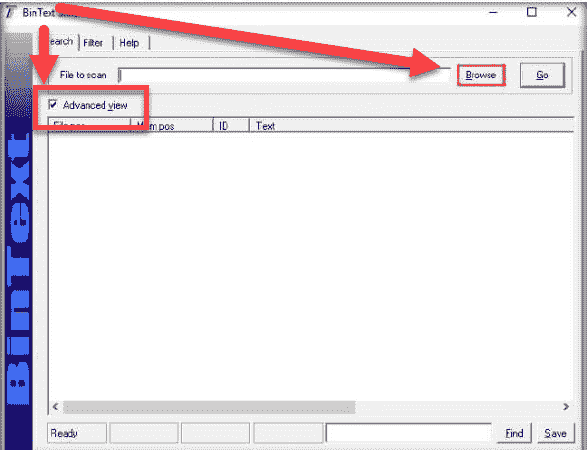 BinText
Search Filter Help
File to scan Browse Go
Advanced view
File pos Mem pos ID Text
BinText
Ready Find Save